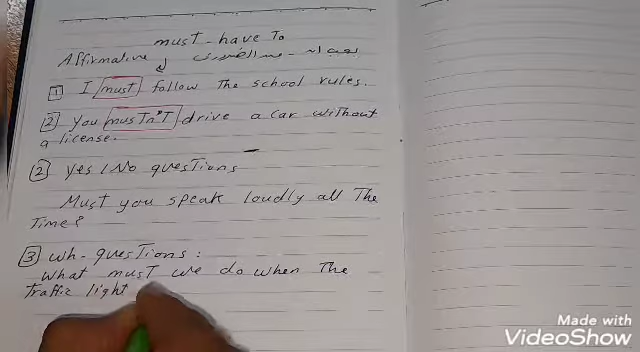 must - have To
Affirmative
1 I must follow The school rules.
2 You musTn'T drive a car wiThouT
a license.
2 Yes / No quesTions
MusT you speak loudly all The
Time?
3 wh- quesTions:
WhaT musT we do when The
Traffic light
Made with
VideoShow